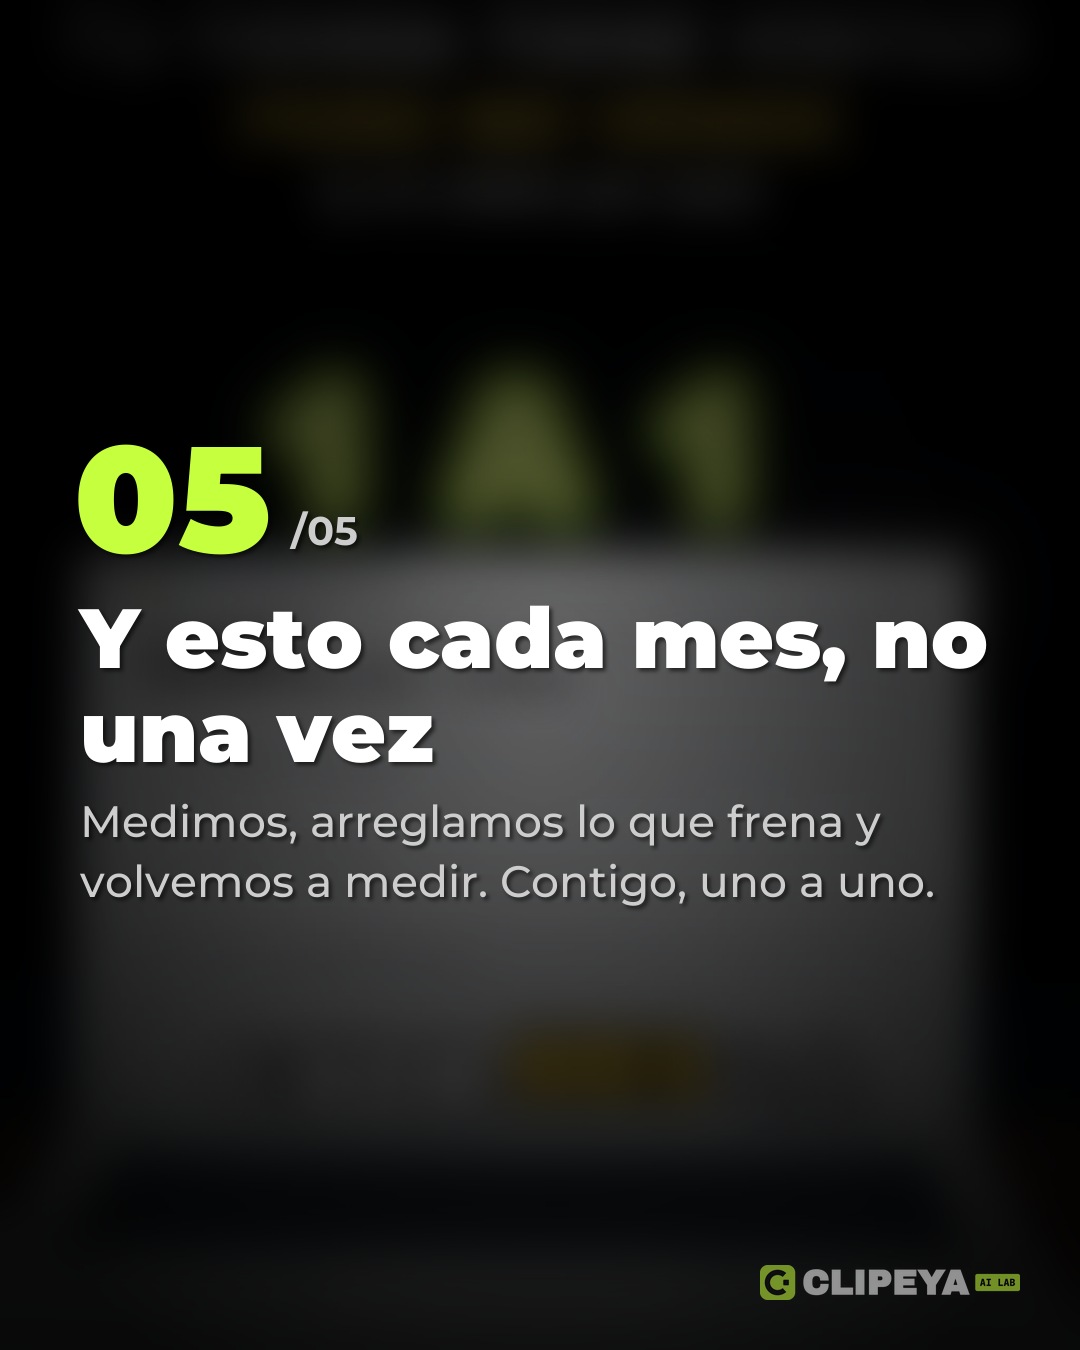 05 /05
Y esto cada mes, no
una vez
Medimos, arreglamos lo que frena y
volvemos a medir. Contigo, uno a uno.
CLIPEYA AI LAB